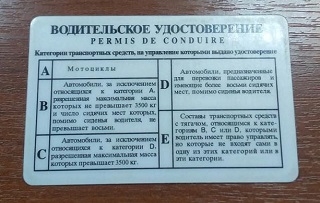 ВОДИТЕЛЬСКОЕ УДОСТОВЕРЕНИЕ
PERMIS DE CONDUIRE
Категории транспортных средств, на управление которыми выдано удостоверение
A
Мотоциклы
B
Автомобили, за исключением
относящихся к категории А,
разрешенная максимальная масса
которых не превышает 3500 кг
и число сидячих мест которых,
помимо сиденья водителя, не
превышает восьми.
C
Автомобили, за исключением
относящихся к категории D,
разрешенная максимальная масса
которых превышает 3500 кг.
D
Автомобили, предназначенные
для перевозки пассажиров и
имеющие более восьми сидячих
мест, помимо сиденья водителя.
E
Составы транспортных средств
с тягачом, относящимся к кате-
гориям B, C или D, которыми
водитель имеет право управлять,
но которые не входят сами в
одну из этих категорий или в
эти категории.